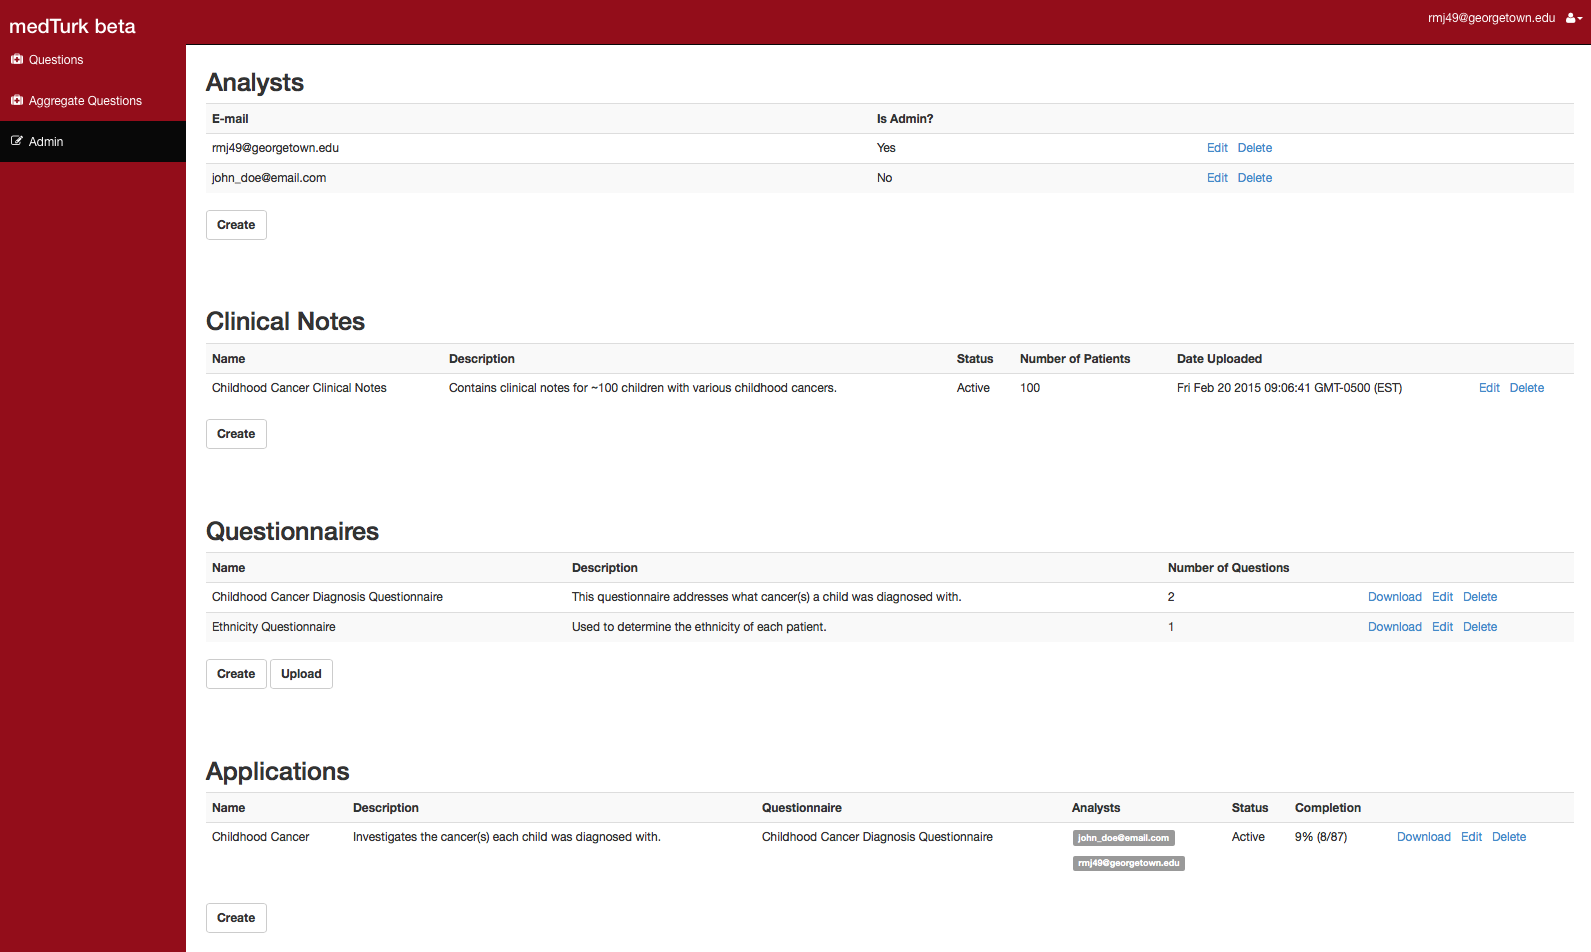 medTurk beta
rmj49@georgetown.edu
Questions
Aggregate Questions
Admin
Analysts
E-mail Is Admin?
rmj49@georgetown.edu Yes Edit Delete
john_doe@email.com No Edit Delete
Create
Clinical Notes
Name Description Status Number of Patients Date Uploaded
Childhood Cancer Clinical Notes Contains clinical notes for ~100 children with various childhood cancers. Active 100 Fri Feb 20 2015 09:06:41 GMT-0500 (EST) Edit Delete
Create
Questionnaires
Name Description Number of Questions
Childhood Cancer Diagnosis Questionnaire This questionnaire addresses what cancer(s) a child was diagnosed with. 2 Download Edit Delete
Ethnicity Questionnaire Used to determine the ethnicity of each patient. 1 Download Edit Delete
Create Upload
Applications
Name Description Questionnaire Analysts Status Completion
Childhood Cancer Investigates the cancer(s) each child was diagnosed with. Childhood Cancer Diagnosis Questionnaire john_doe@email.com Active 9% (8/87) Download Edit Delete
rmj49@georgetown.edu
Create